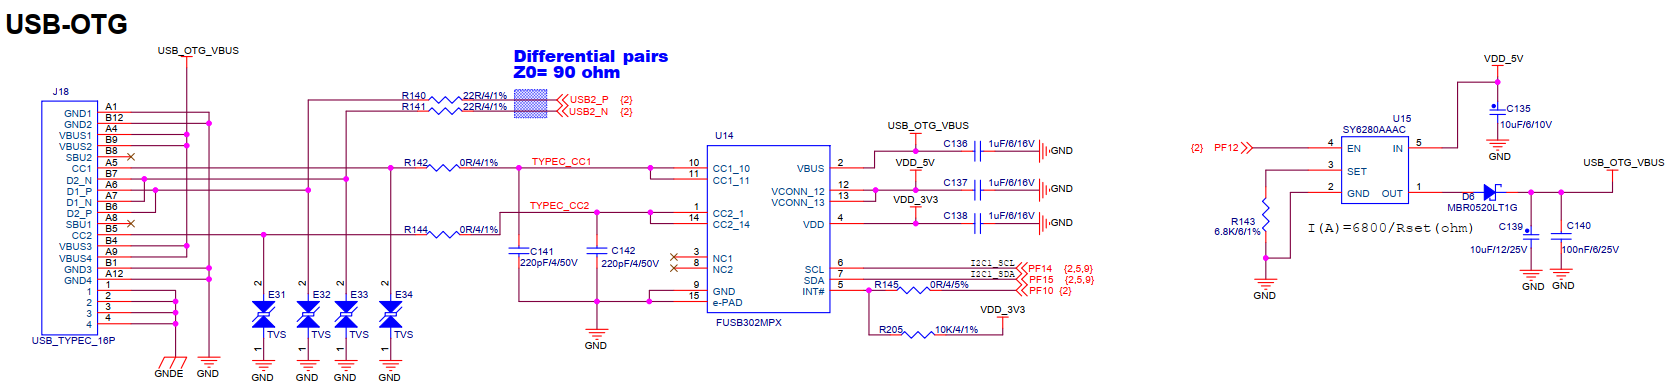 USB-OTG
USB_OTG_VBUS
Differential pairs
Z0= 90 ohm
J18
GND1 A1
GND2 B12
VBUS1 A4
VBUS2 B9
SBU2 B8
CC1 A5
D2_N B7
D1_P A6
D1_N A7
D2_P B6
SBU1 A8
CC2 B5
VBUS3 B4
VBUS4 A9
GND3 B1
GND4 A12
1 1
2 2
3 3
4 4
USB_TYPEC_16P
GNDE
GND
R140 22R/4/1% USB2_P {2}
R141 22R/4/1% USB2_N {2}
R142 0R/4/1% TYPEC_CC1
R144 0R/4/1% TYPEC_CC2
2 E31 TVS 1 GND
2 E32 TVS 1 GND
2 E33 TVS 1 GND
2 E34 TVS 1 GND
C141
220pF/4/50V
C142
220pF/4/50V
GND
U14
10 CC1_10
11 CC1_11
1 CC2_1
14 CC2_14
3 NC1
8 NC2
9 GND
15 e-PAD
VBUS 2
VCONN_12 12
VCONN_13 13
VDD 4
SCL 6
SDA 7
INT# 5
FUSB302MPX
USB_OTG_VBUS
C136 1uF/6/16V GND
VDD_5V
C137 1uF/6/16V GND
VDD_3V3
C138 1uF/6/16V GND
I2C1_SCL PF14 {2,5,9}
I2C1_SDA PF15 {2,5,9}
R145 0R/4/5% PF10 {2}
VDD_3V3
R205 10K/4/1%
VDD_5V
C135
10uF/6/10V
GND
U15
SY6280AAAC
{2} PF12 4 EN IN 5
3 SET
2 GND OUT 1
R143
6.8K/6/1%
GND
I(A)=6800/Rset(ohm)
D6
MBR0520LT1G
USB_OTG_VBUS
C139
10uF/12/25V
GND
C140
100nF/6/25V
GND